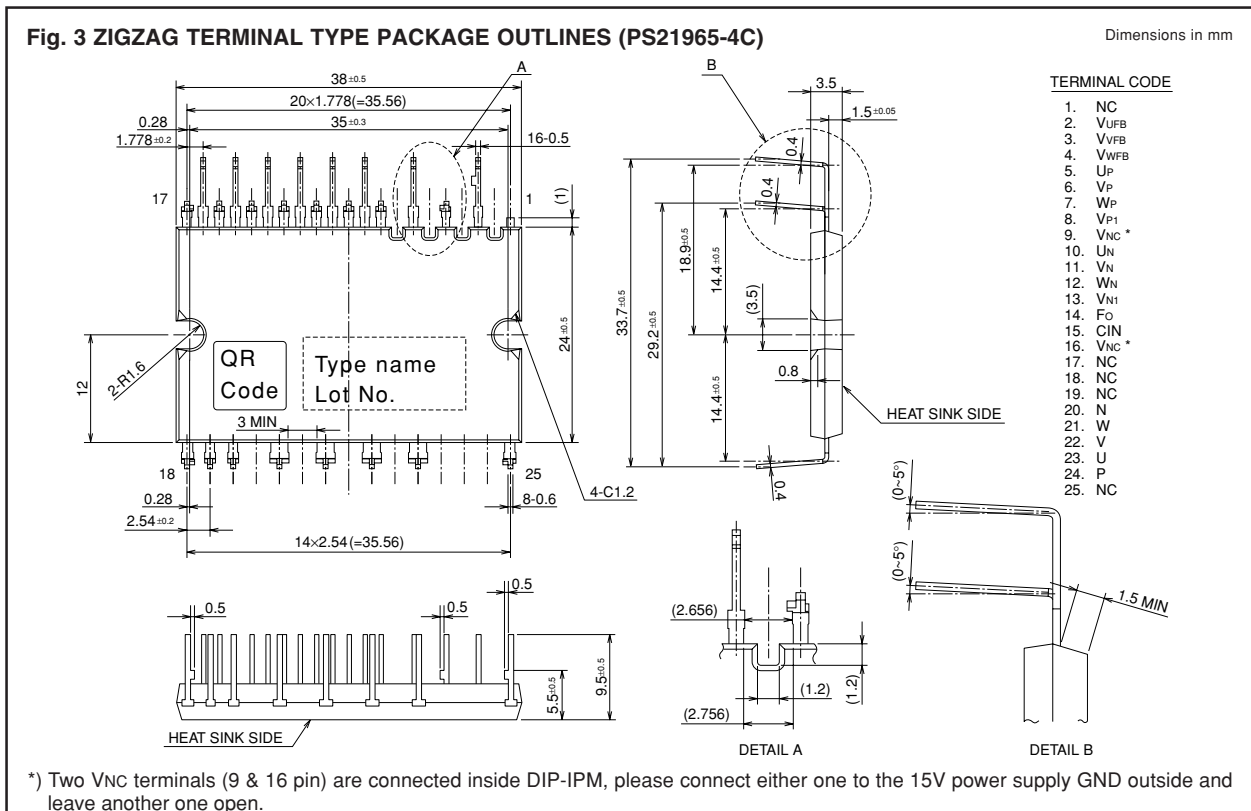 Fig. 3 ZIGZAG TERMINAL TYPE PACKAGE OUTLINES (PS21965-4C)
Dimensions in mm
A
38±0.5
20×1.778(=35.56)
0.28
35±0.3
1.778±0.2
16-0.5
17
1
(1)
24±0.5
12
2-R1.6
QR
Code
Type name
Lot No.
3 MIN
18
25
0.28
2.54±0.2
4-C1.2
8-0.6
14×2.54(=35.56)
B
3.5
1.5±0.05
0.4
0.4
33.7±0.5
29.2±0.5
18.9±0.5
14.4±0.5
(3.5)
0.8
14.4±0.5
HEAT SINK SIDE
0.4
TERMINAL CODE
1. NC
2. VUFB
3. VVFB
4. VWFB
5. UP
6. VP
7. WP
8. VP1
9. VNC *
10. UN
11. VN
12. WN
13. VN1
14. FO
15. CIN
16. VNC *
17. NC
18. NC
19. NC
20. N
21. W
22. V
23. U
24. P
25. NC
0.5
0.5
0.5
5.5±0.5
9.5±0.5
HEAT SINK SIDE
(2.656)
(1.2)
(1.2)
(2.756)
DETAIL A
(0~5°)
(0~5°)
1.5 MIN
DETAIL B
*) Two VNC terminals (9 & 16 pin) are connected inside DIP-IPM, please connect either one to the 15V power supply GND outside and
leave another one open.